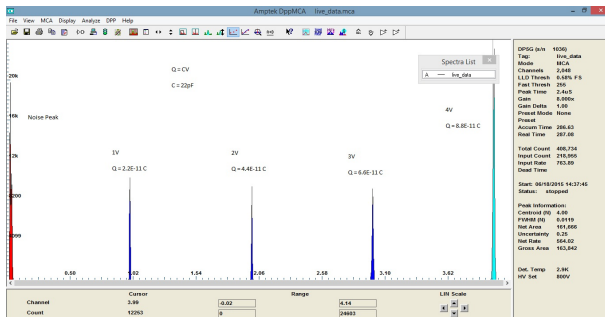 Amptek DppMCA live_data.mca
File View MCA Display Analyze DPP Help
Spectra List
A — live_data
Q = CV
C = 22pF
Noise Peak
1V
Q = 2.2E-11 C
2V
Q = 4.4E-11 C
3V
Q = 6.6E-11 C
4V
Q = 8.8E-11 C
0.50 1.02 1.54 2.06 2.58 3.10 3.62
Cursor Range LIN Scale
Channel 3.99 -0.02 4.14
Count 12253 0 24603
DP5G (s/n 1036)
Tag: live_data
Mode MCA
Channels 2,048
LLD Thresh 0.58% FS
Fast Thresh 255
Peak Time 2.4uS
Gain 8.000x
Gain Delta 1.00
Preset Mode None
Preset
Accum Time 286.63
Real Time 287.08
Total Count 408,734
Input Count 218,955
Input Rate 763.89
Dead Time
Start: 06/18/2015 14:37:45
Status: stopped
Peak Information:
Centroid (N) 4.00
FWHM (N) 0.0119
Net Area 161,666
Uncertainty 0.25
Net Rate 564.02
Gross Area 163,842
Det. Temp 2.9K
HV Set 800V